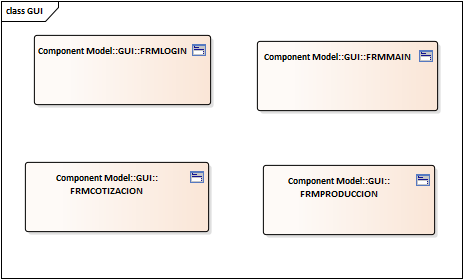 class GUI
Component Model::GUI::FRMLOGIN
Component Model::GUI::FRMMAIN
Component Model::GUI::
FRMCOTIZACION
Component Model::GUI::
FRMPRODUCCION